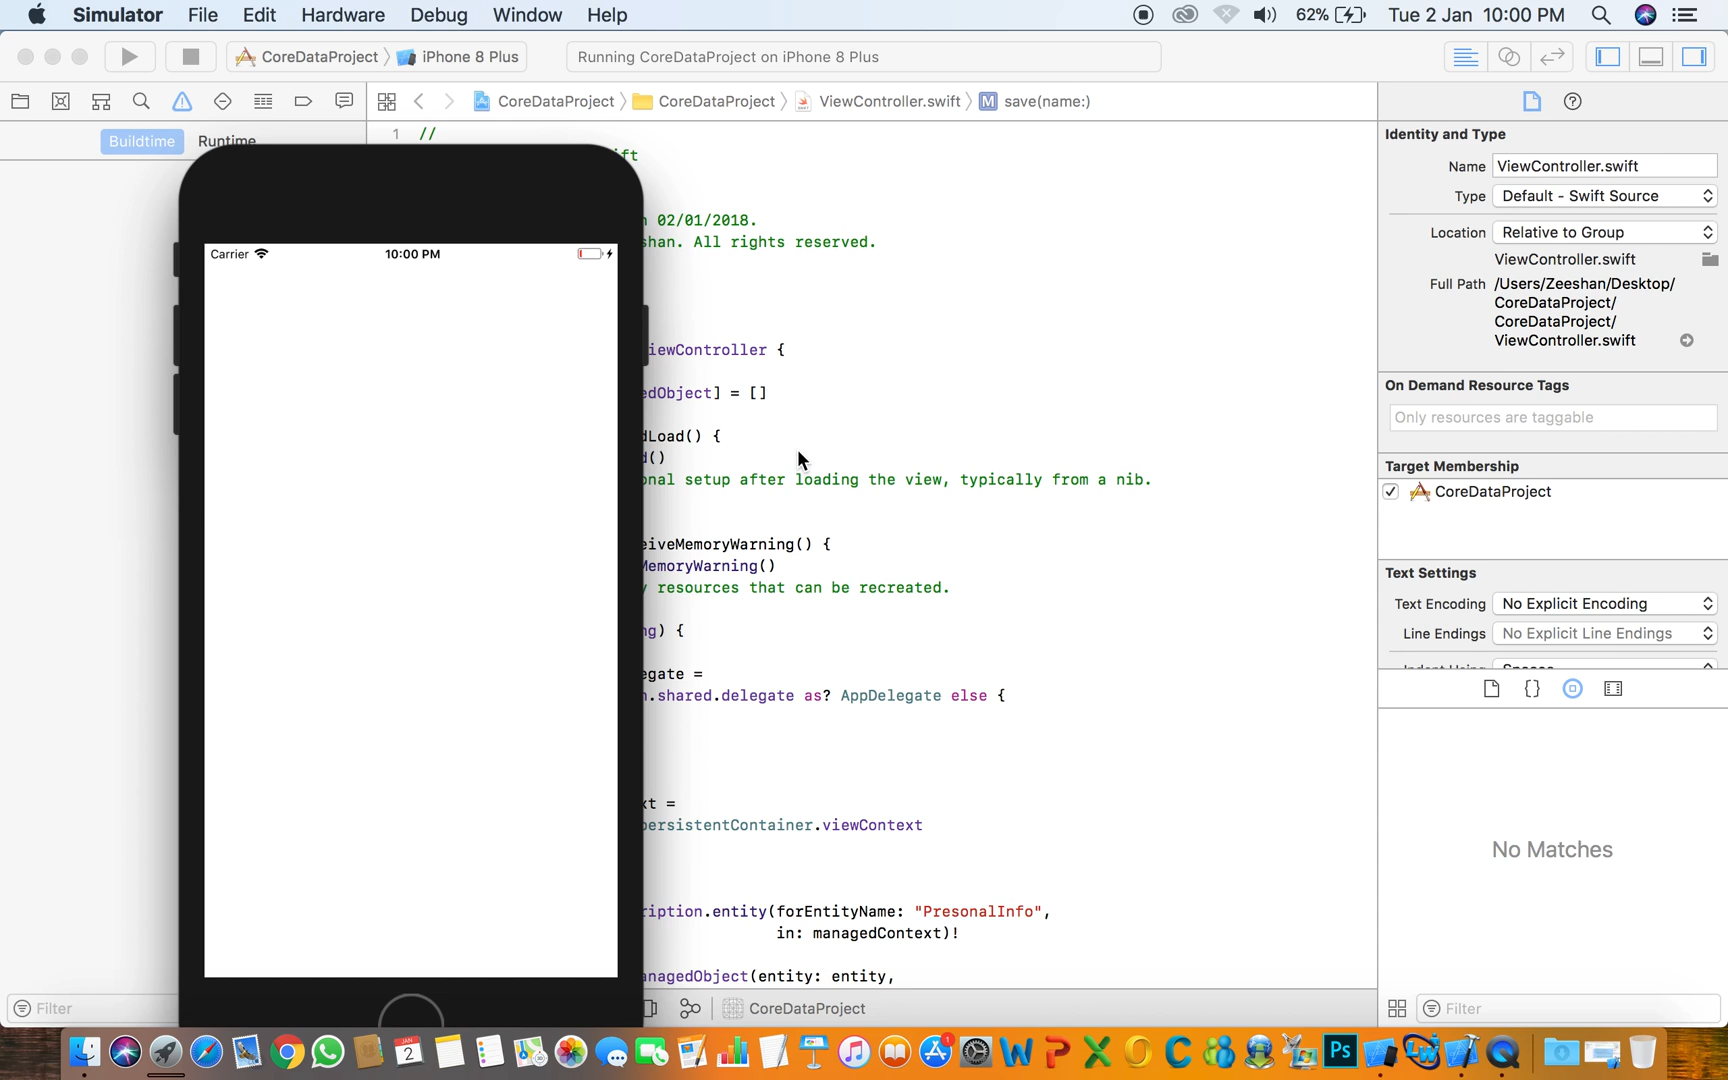 Simulator File Edit Hardware Debug Window Help 62% Tue 2 Jan 10:00 PM
CoreDataProject iPhone 8 Plus Running CoreDataProject on iPhone 8 Plus
CoreDataProject CoreDataProject ViewController.swift M save(name:)
Buildtime Runtime
1 //
ift
02/01/2018.
shan. All rights reserved.
Carrier 10:00 PM
iewController {
edObject] = []
dLoad() {
d()
onal setup after loading the view, typically from a nib.
eiveMemoryWarning() {
MemoryWarning()
resources that can be recreated.
ng) {
egate =
.shared.delegate as? AppDelegate else {
xt =
persistentContainer.viewContext
ription.entity(forEntityName: "PresonalInfo",
in: managedContext)!
anagedObject(entity: entity,
Filter
CoreDataProject
Identity and Type
Name ViewController.swift
Type Default - Swift Source
Location Relative to Group
ViewController.swift
Full Path /Users/Zeeshan/Desktop/
CoreDataProject/
CoreDataProject/
ViewController.swift
On Demand Resource Tags
Only resources are taggable
Target Membership
CoreDataProject
Text Settings
Text Encoding No Explicit Encoding
Line Endings No Explicit Line Endings
No Matches
Filter
JAN
2
1
Ps